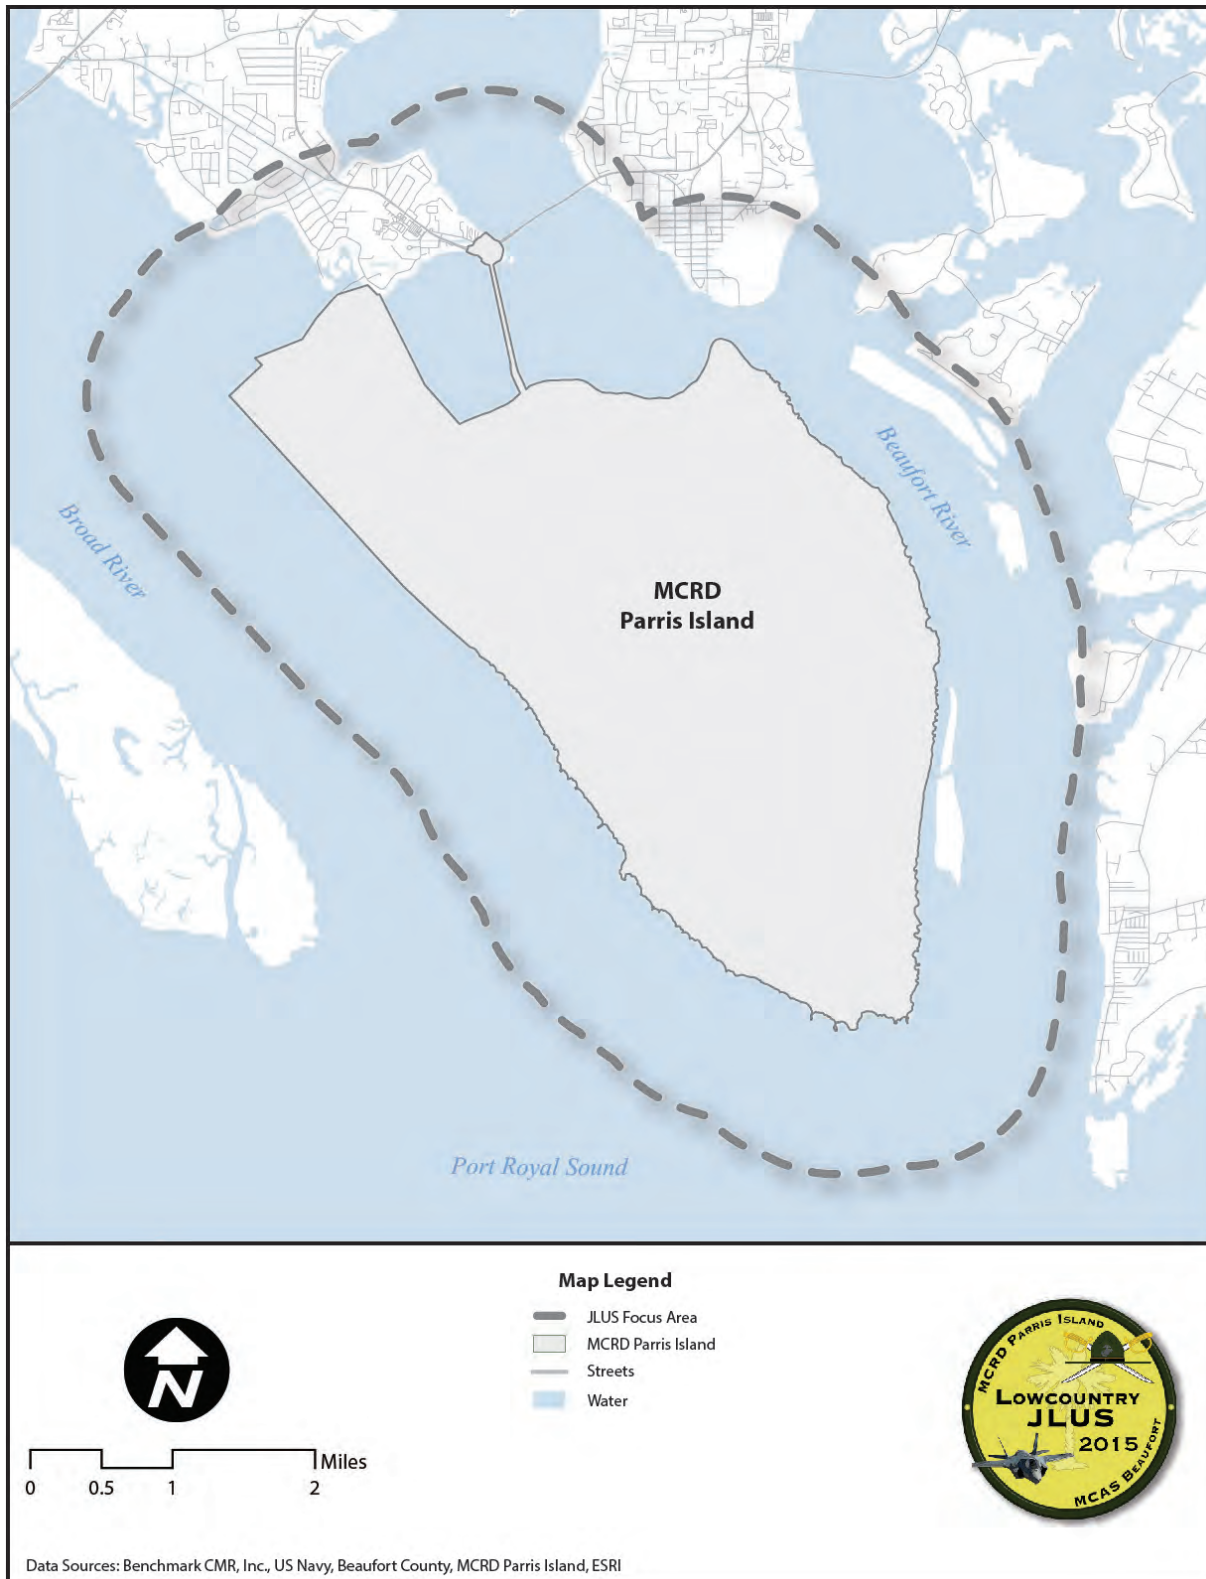 Broad River
Beaufort River
MCRD
Parris Island
Port Royal Sound
Map Legend
JLUS Focus Area
MCRD Parris Island
Streets
Water
N
Miles
0 0.5 1 2
MCRD PARRIS ISLAND
LOWCOUNTRY
JLUS
2015
MCAS BEAUFORT
Data Sources: Benchmark CMR, Inc., US Navy, Beaufort County, MCRD Parris Island, ESRI